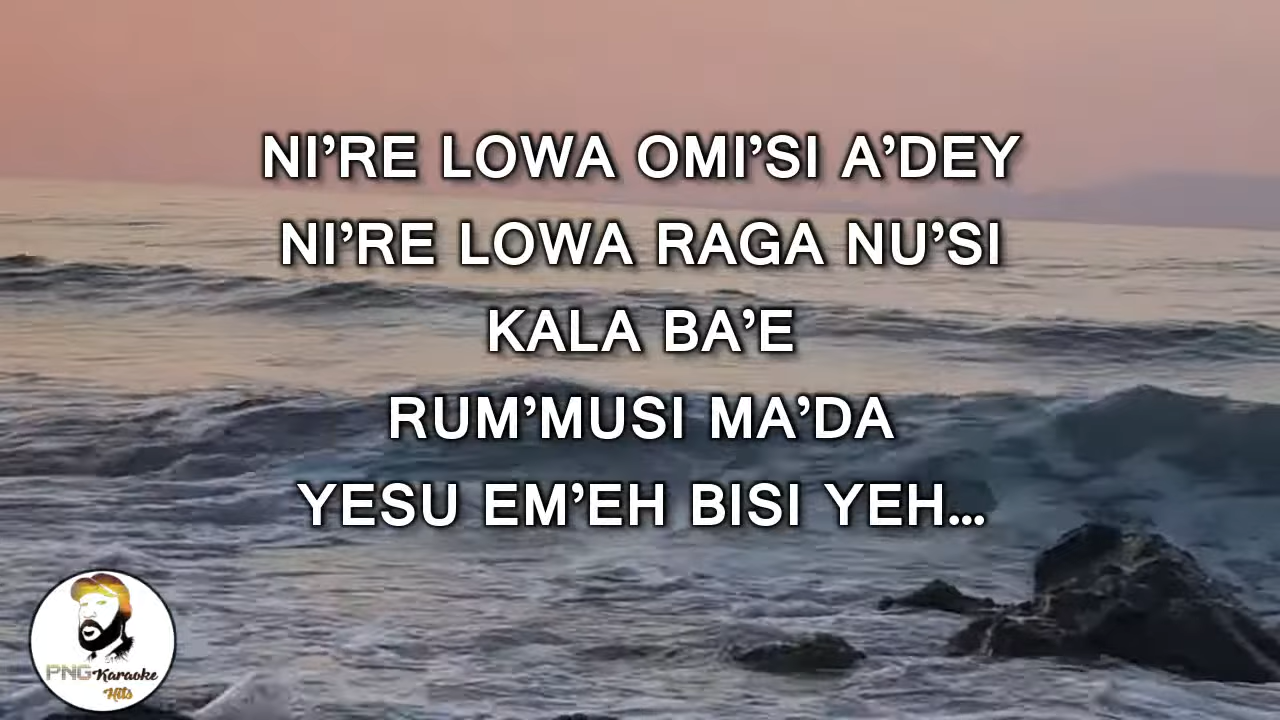 NI’RE LOWA OMI’SI A’DEY
NI’RE LOWA RAGA NU’SI
KALA BA’E
RUM’MUSI MA’DA
YESU EM’EH BISI YEH...
PNG Karaoke
Hits